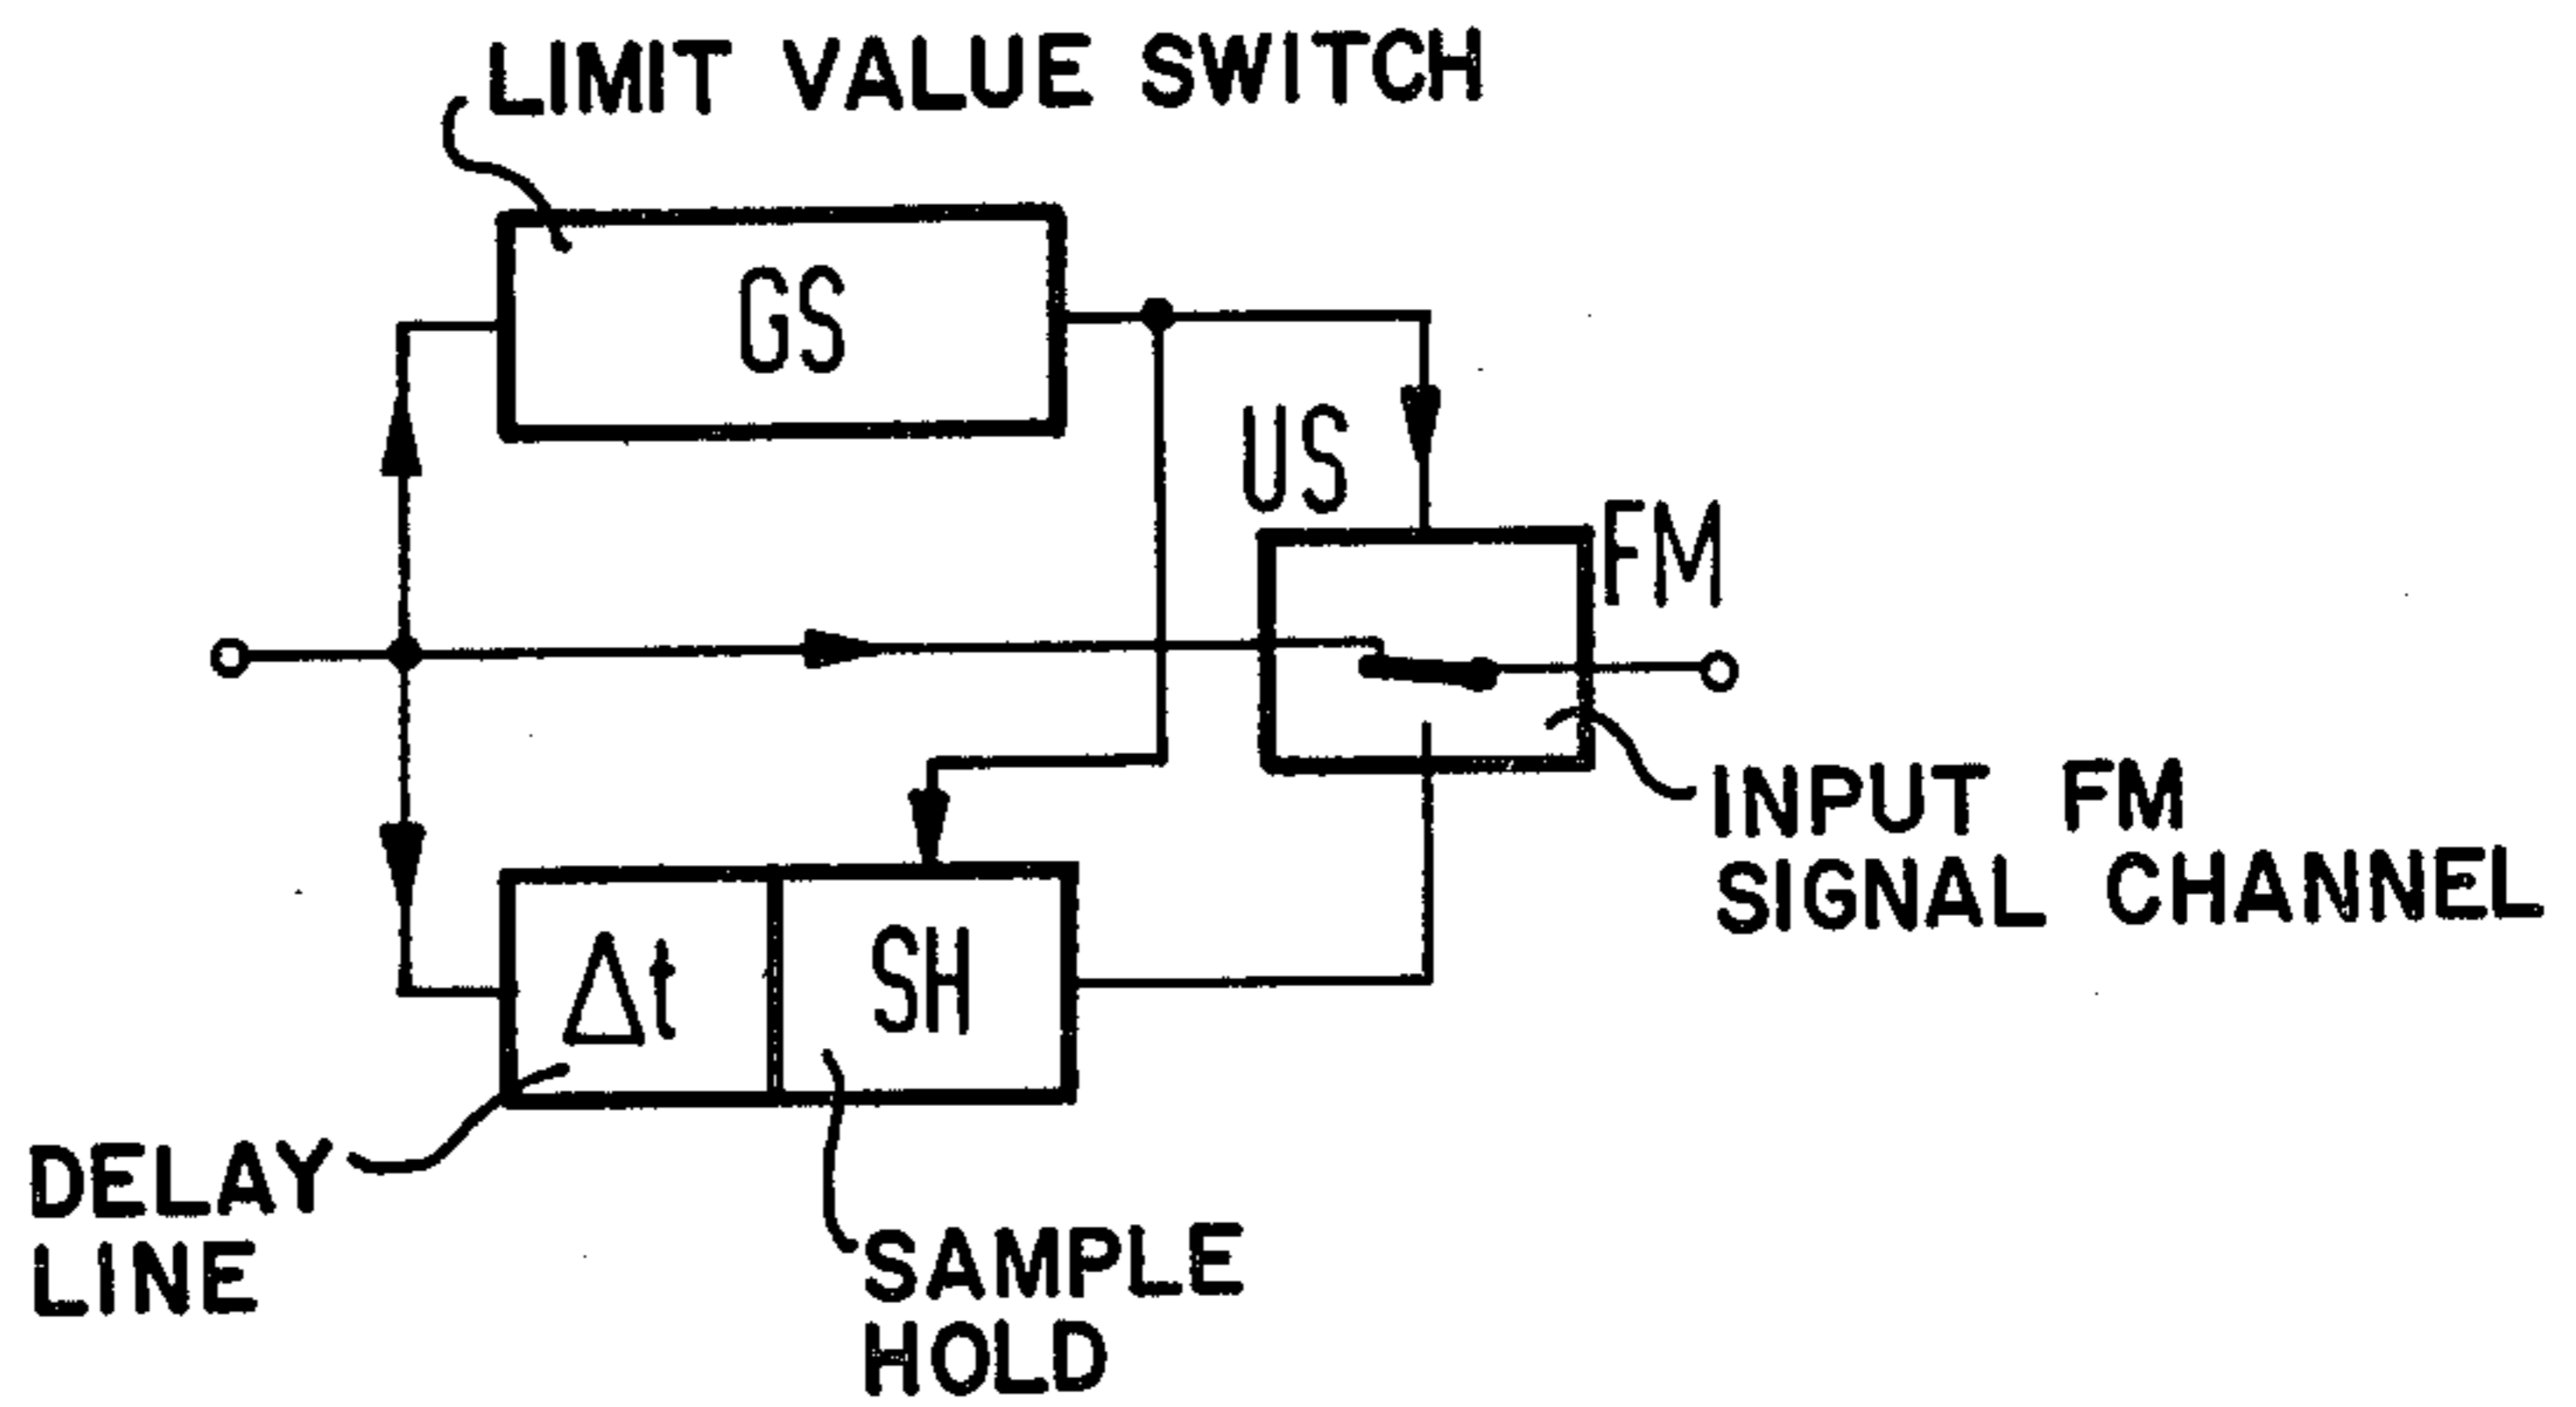 LIMIT VALUE SWITCH
GS
US
FM
INPUT FM
SIGNAL CHANNEL
Δt
SH
DELAY
LINE
SAMPLE
HOLD